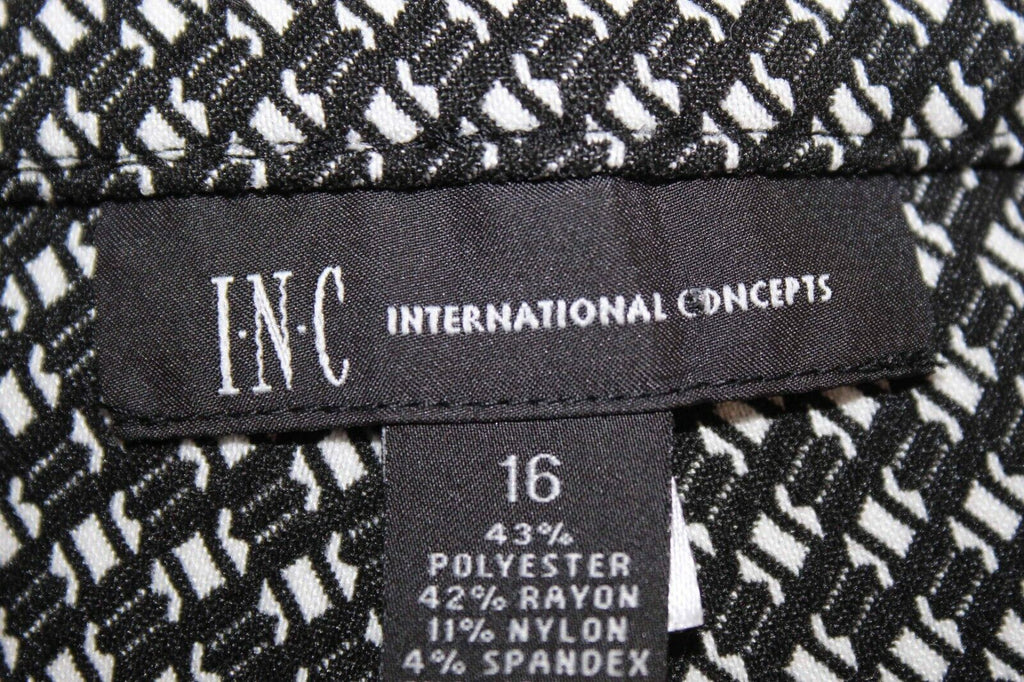 I·N·C INTERNATIONAL CONCEPTS
16
43%
POLYESTER
42% RAYON
11% NYLON
4% SPANDEX